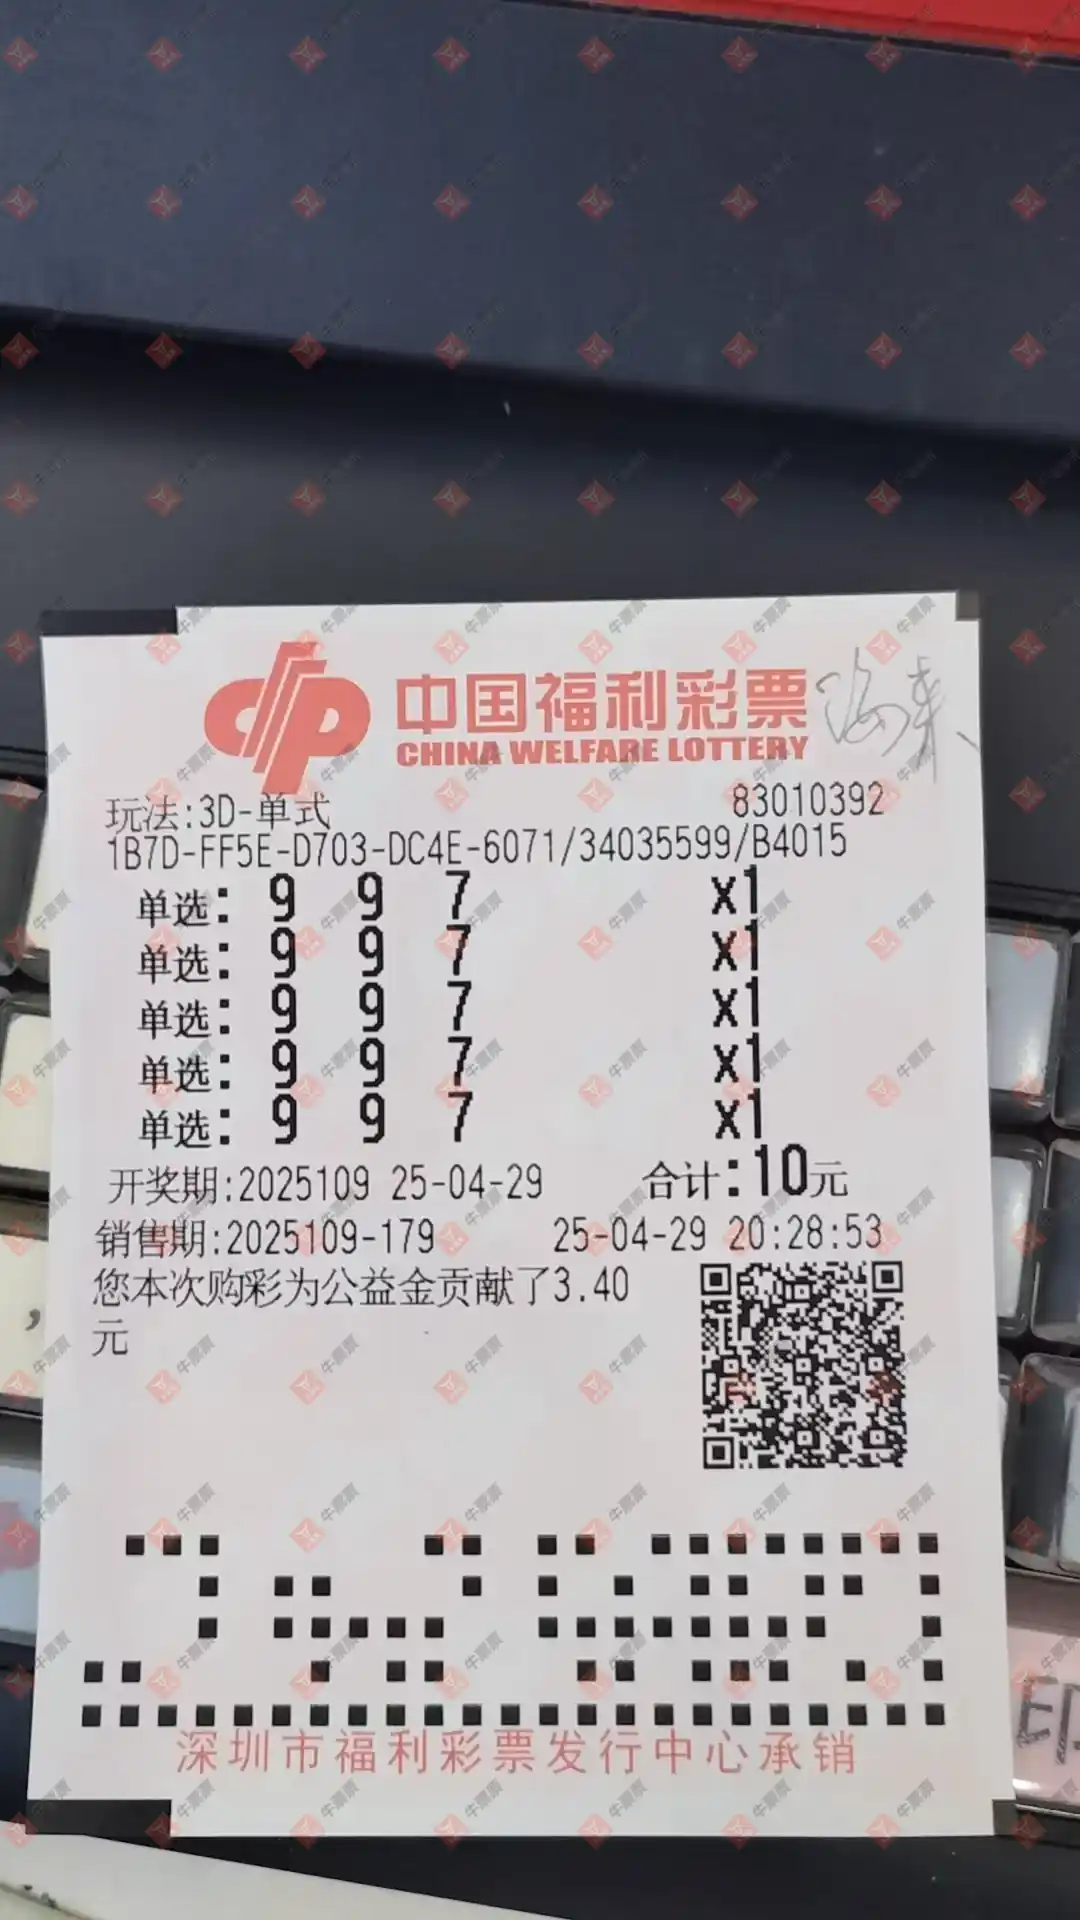 中国福利彩票
CHINA WELFARE LOTTERY
玩法:3D-单式
83010392
1B7D-FF5E-D703-DC4E-6071/34035599/B4015
单选: 9 9 7 x1
单选: 9 9 7 x1
单选: 9 9 7 x1
单选: 9 9 7 x1
单选: 9 9 7 x1
开奖期:2025109 25-04-29 合计:10元
销售期:2025109-179 25-04-29 20:28:53
您本次购彩为公益金贡献了3.40
元
深圳市福利彩票发行中心承销